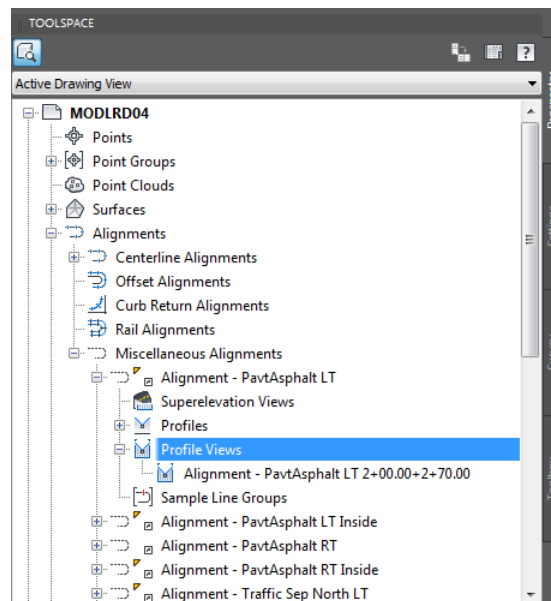 TOOLSPACE
?
Active Drawing View
MODLRD04
Points
Point Groups
Point Clouds
Surfaces
Alignments
Centerline Alignments
Offset Alignments
Curb Return Alignments
Rail Alignments
Miscellaneous Alignments
Alignment - PavtAsphalt LT
Superelevation Views
Profiles
Profile Views
Alignment - PavtAsphalt LT 2+00.00+2+70.00
Sample Line Groups
Alignment - PavtAsphalt LT Inside
Alignment - PavtAsphalt RT
Alignment - PavtAsphalt RT Inside
Alignment - Traffic Sep North LT